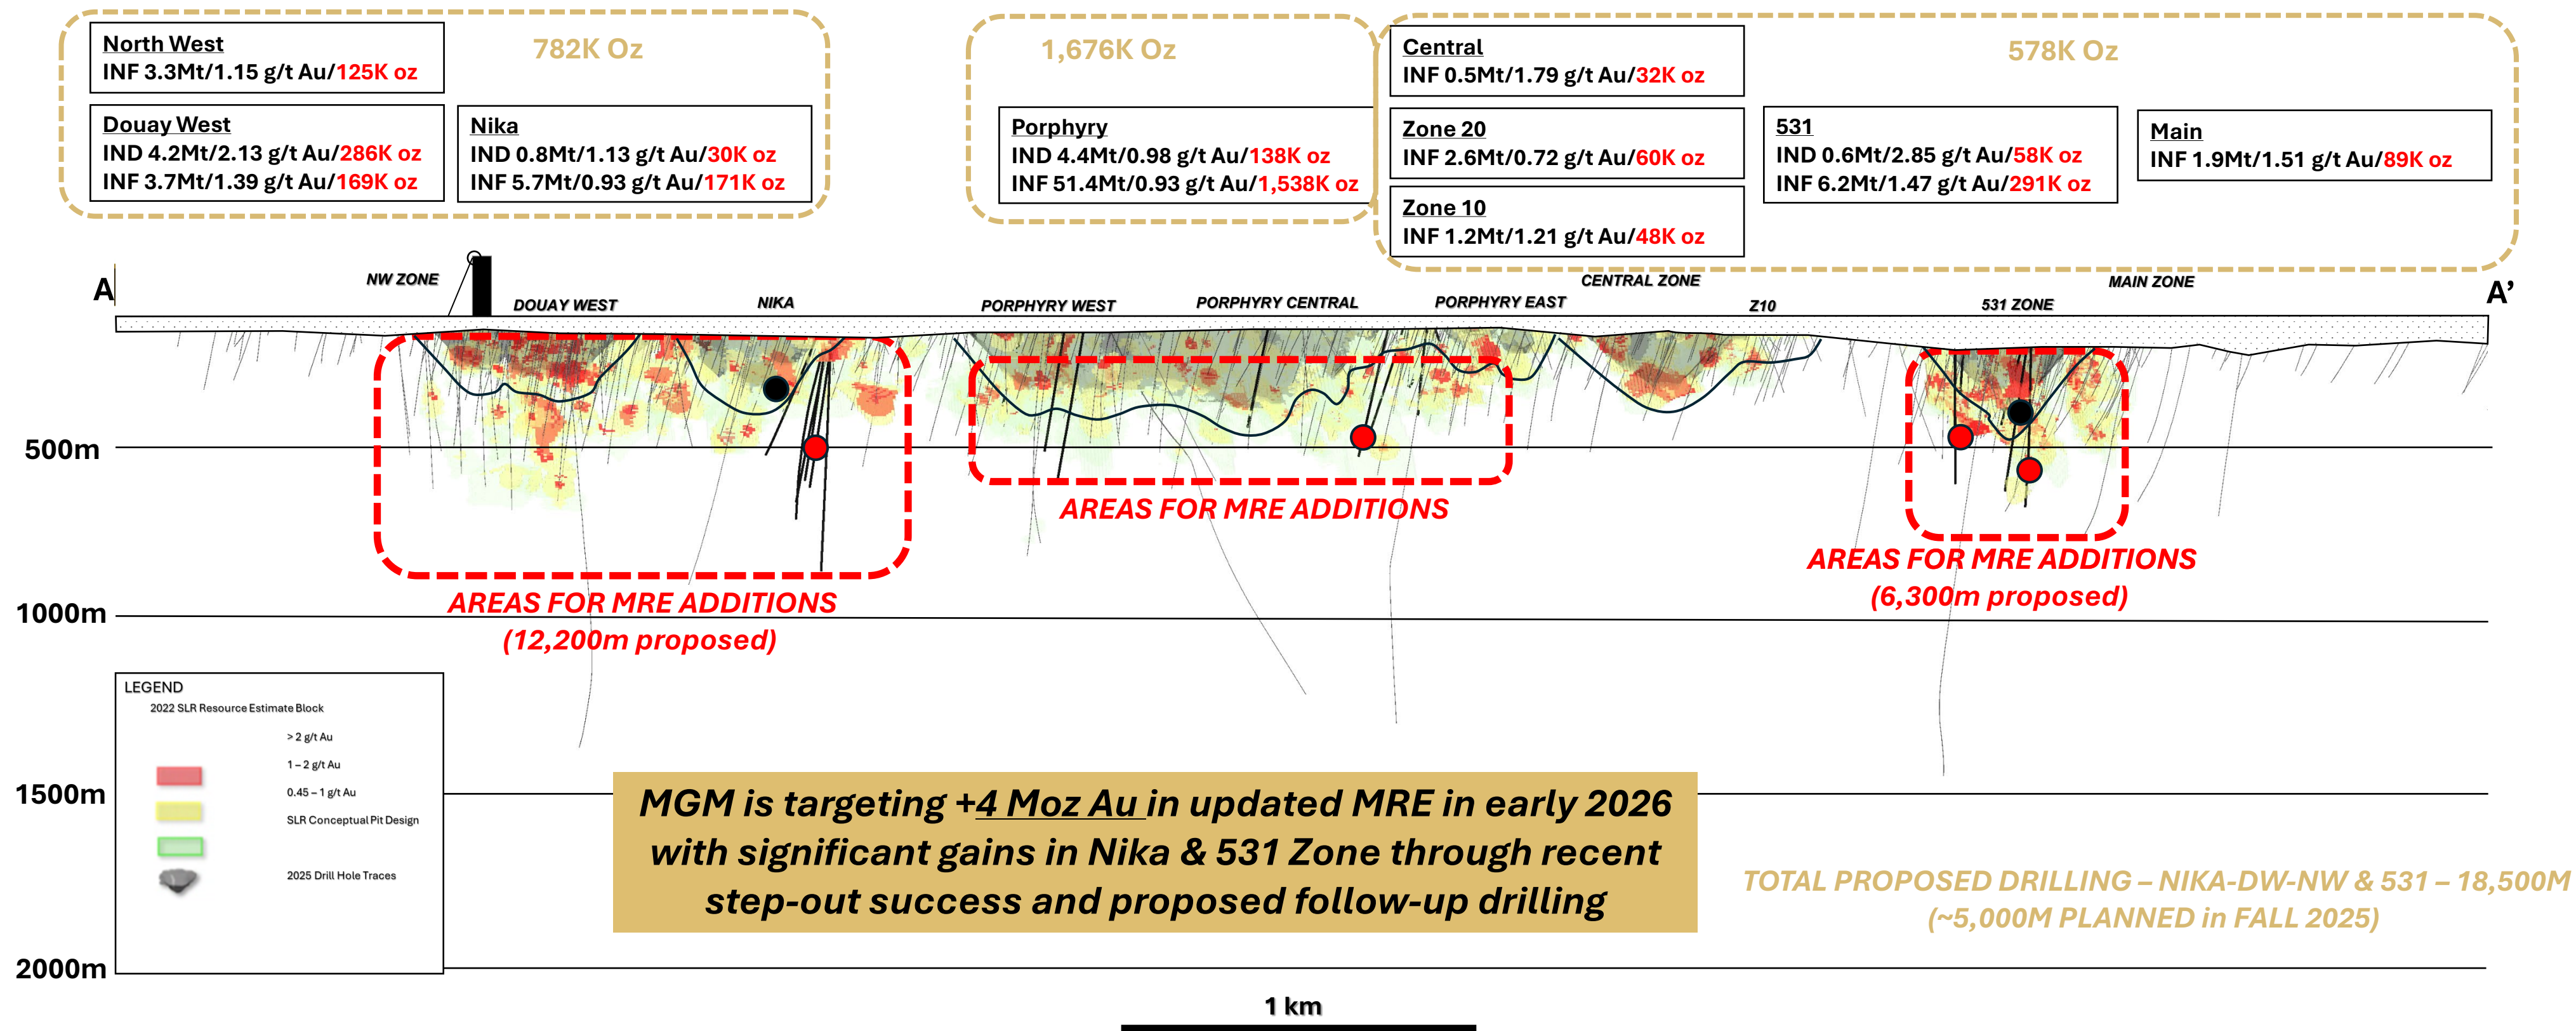 782K Oz
North West
INF 3.3Mt/1.15 g/t Au/125K oz
Douay West
IND 4.2Mt/2.13 g/t Au/286K oz
INF 3.7Mt/1.39 g/t Au/169K oz
Nika
IND 0.8Mt/1.13 g/t Au/30K oz
INF 5.7Mt/0.93 g/t Au/171K oz
1,676K Oz
Porphyry
IND 4.4Mt/0.98 g/t Au/138K oz
INF 51.4Mt/0.93 g/t Au/1,538K oz
578K Oz
Central
INF 0.5Mt/1.79 g/t Au/32K oz
Zone 20
INF 2.6Mt/0.72 g/t Au/60K oz
Zone 10
INF 1.2Mt/1.21 g/t Au/48K oz
531
IND 0.6Mt/2.85 g/t Au/58K oz
INF 6.2Mt/1.47 g/t Au/291K oz
Main
INF 1.9Mt/1.51 g/t Au/89K oz
A
NW ZONE
DOUAY WEST
NIKA
PORPHYRY WEST
PORPHYRY CENTRAL
PORPHYRY EAST
CENTRAL ZONE
Z10
531 ZONE
MAIN ZONE
A’
500m
AREAS FOR MRE ADDITIONS
(12,200m proposed)
AREAS FOR MRE ADDITIONS
AREAS FOR MRE ADDITIONS
(6,300m proposed)
1000m
1500m
2000m
LEGEND
2022 SLR Resource Estimate Block
> 2 g/t Au
1 – 2 g/t Au
0.45 – 1 g/t Au
SLR Conceptual Pit Design
2025 Drill Hole Traces
MGM is targeting +4 Moz Au in updated MRE in early 2026
with significant gains in Nika & 531 Zone through recent
step-out success and proposed follow-up drilling
TOTAL PROPOSED DRILLING – NIKA-DW-NW & 531 – 18,500M
(~5,000M PLANNED in FALL 2025)
1 km